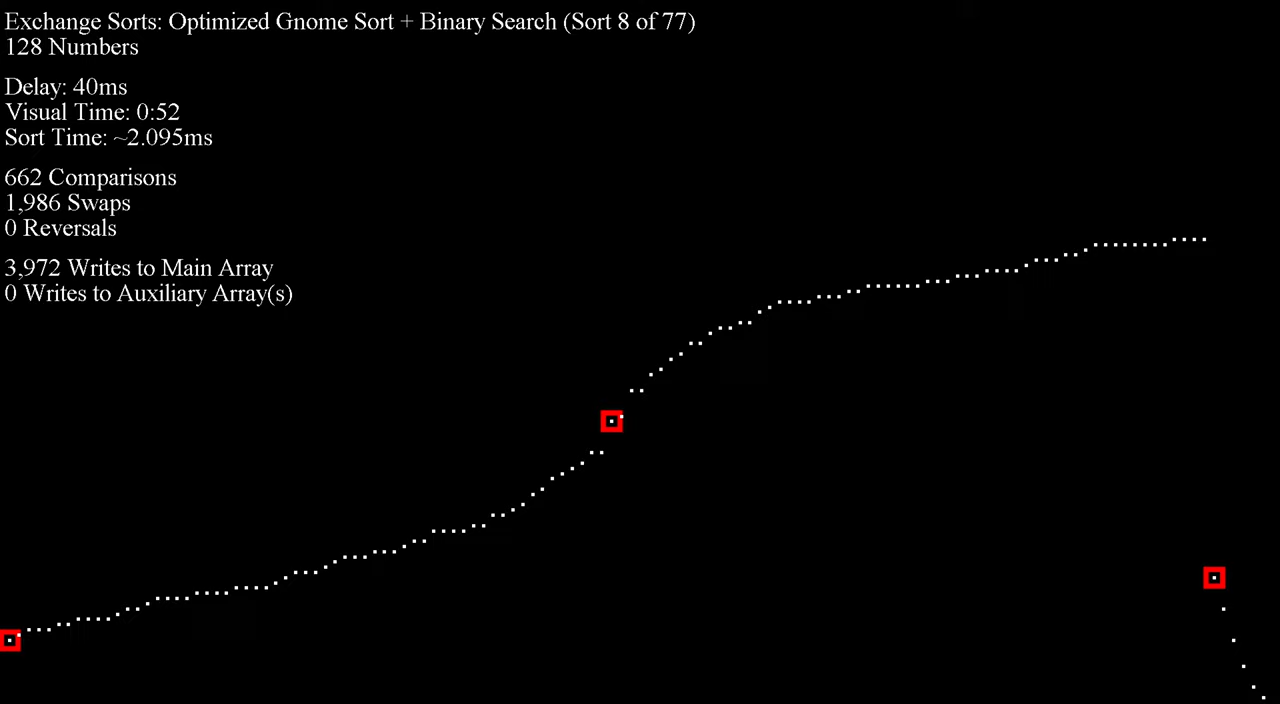 Exchange Sorts: Optimized Gnome Sort + Binary Search (Sort 8 of 77)
128 Numbers
Delay: 40ms
Visual Time: 0:52
Sort Time: ~2.095ms
662 Comparisons
1,986 Swaps
0 Reversals
3,972 Writes to Main Array
0 Writes to Auxiliary Array(s)